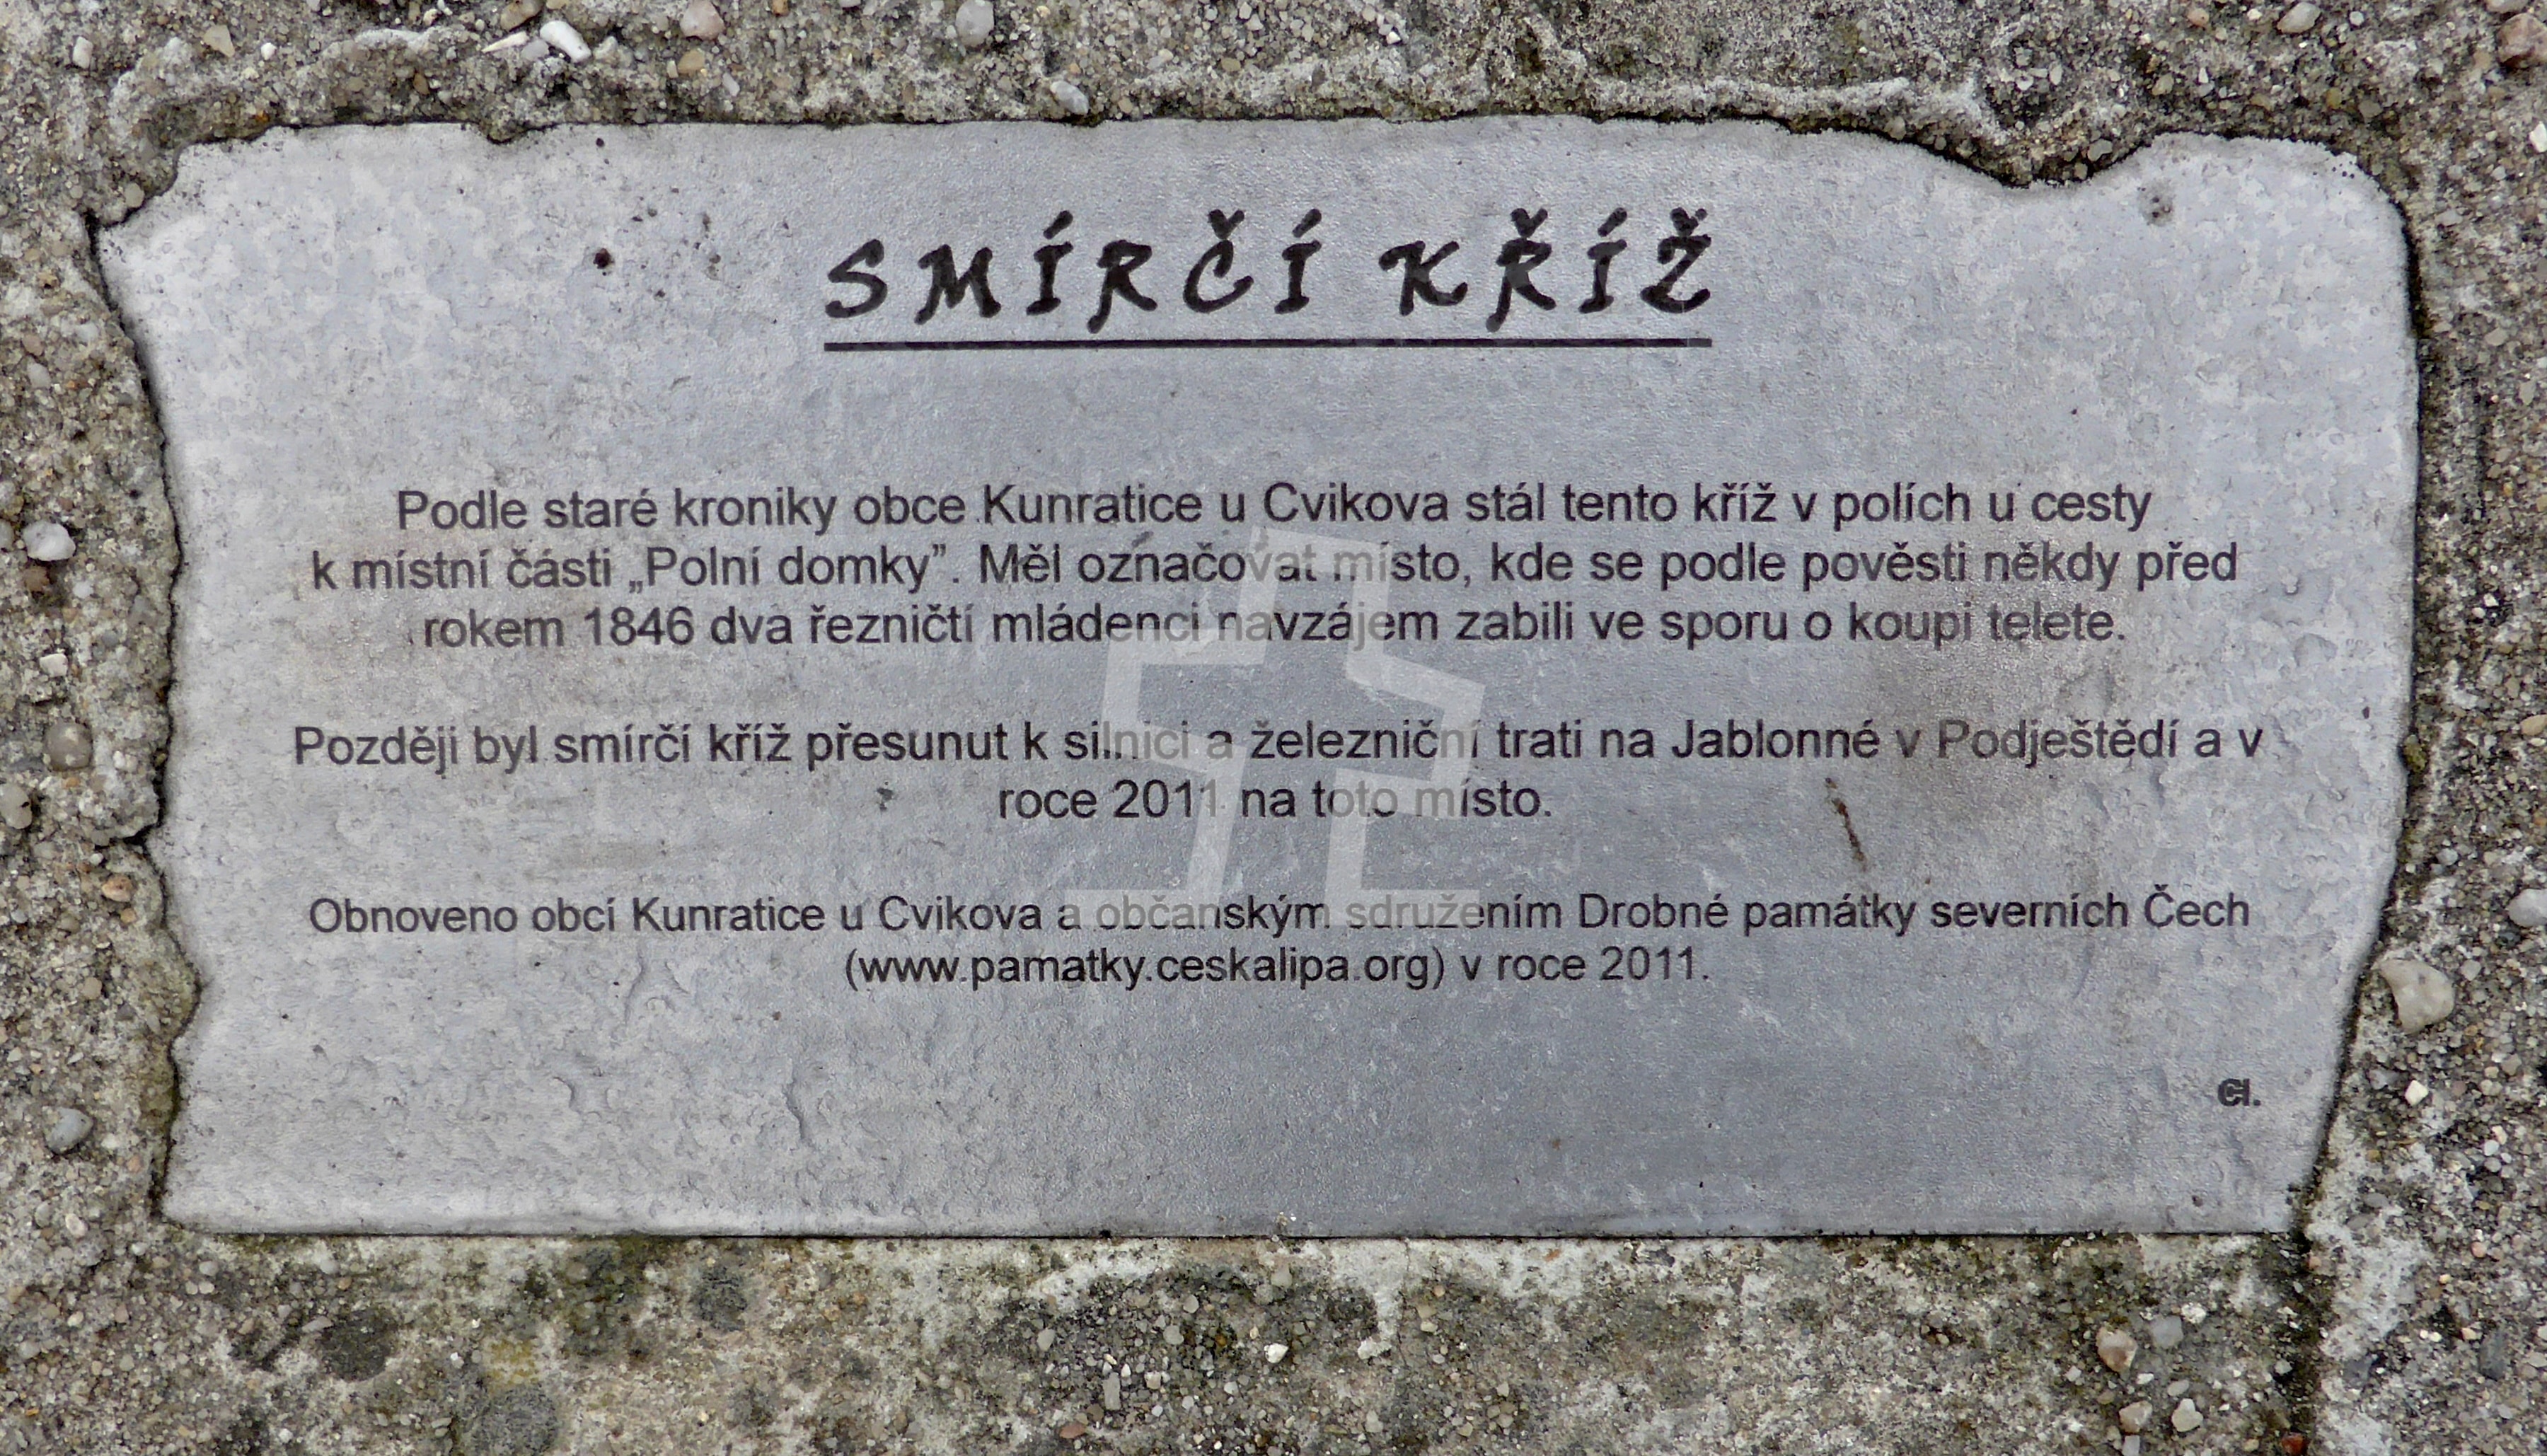 SMÍRČÍ KŘÍŽ
Podle staré kroniky obce Kunratice u Cvikova stál tento kříž v polích u cesty
k místní části „Polní domky”. Měl označovat místo, kde se podle pověsti někdy před
rokem 1846 dva řezničtí mládenci navzájem zabili ve sporu o koupi telete.
Později byl smírčí kříž přesunut k silnici a železniční trati na Jablonné v Podještědí a v
roce 2011 na toto místo.
Obnoveno obcí Kunratice u Cvikova a občanským sdružením Drobné památky severních Čech
(www.pamatky.ceskalipa.org) v roce 2011.